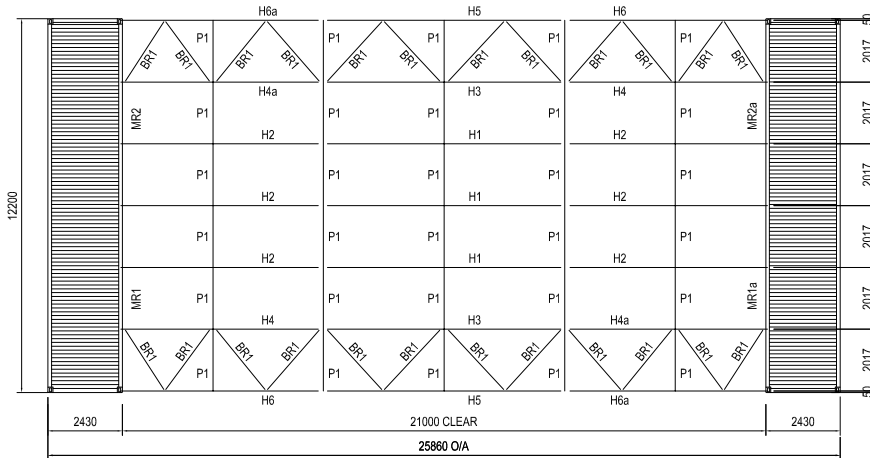 H6a
H5
H6
50
P1
P1
P1
P1
P1
2017
BR1
BR1
BR1
BR1
BR1
BR1
BR1
BR1
BR1
BR1
BR1
BR1
H4a
H3
H4
MR2
P1
P1
P1
P1
P1
MR2a
2017
H2
H1
H2
P1
P1
P1
P1
P1
2017
H2
H1
H2
12200
P1
P1
P1
P1
P1
2017
H2
H1
H2
MR1
P1
P1
P1
P1
P1
MR1a
2017
H4
H3
H4a
BR1
BR1
BR1
BR1
BR1
BR1
BR1
BR1
BR1
BR1
BR1
BR1
P1
P1
P1
P1
P1
2017
50
H6
H5
H6a
2430
21000 CLEAR
2430
25860 O/A